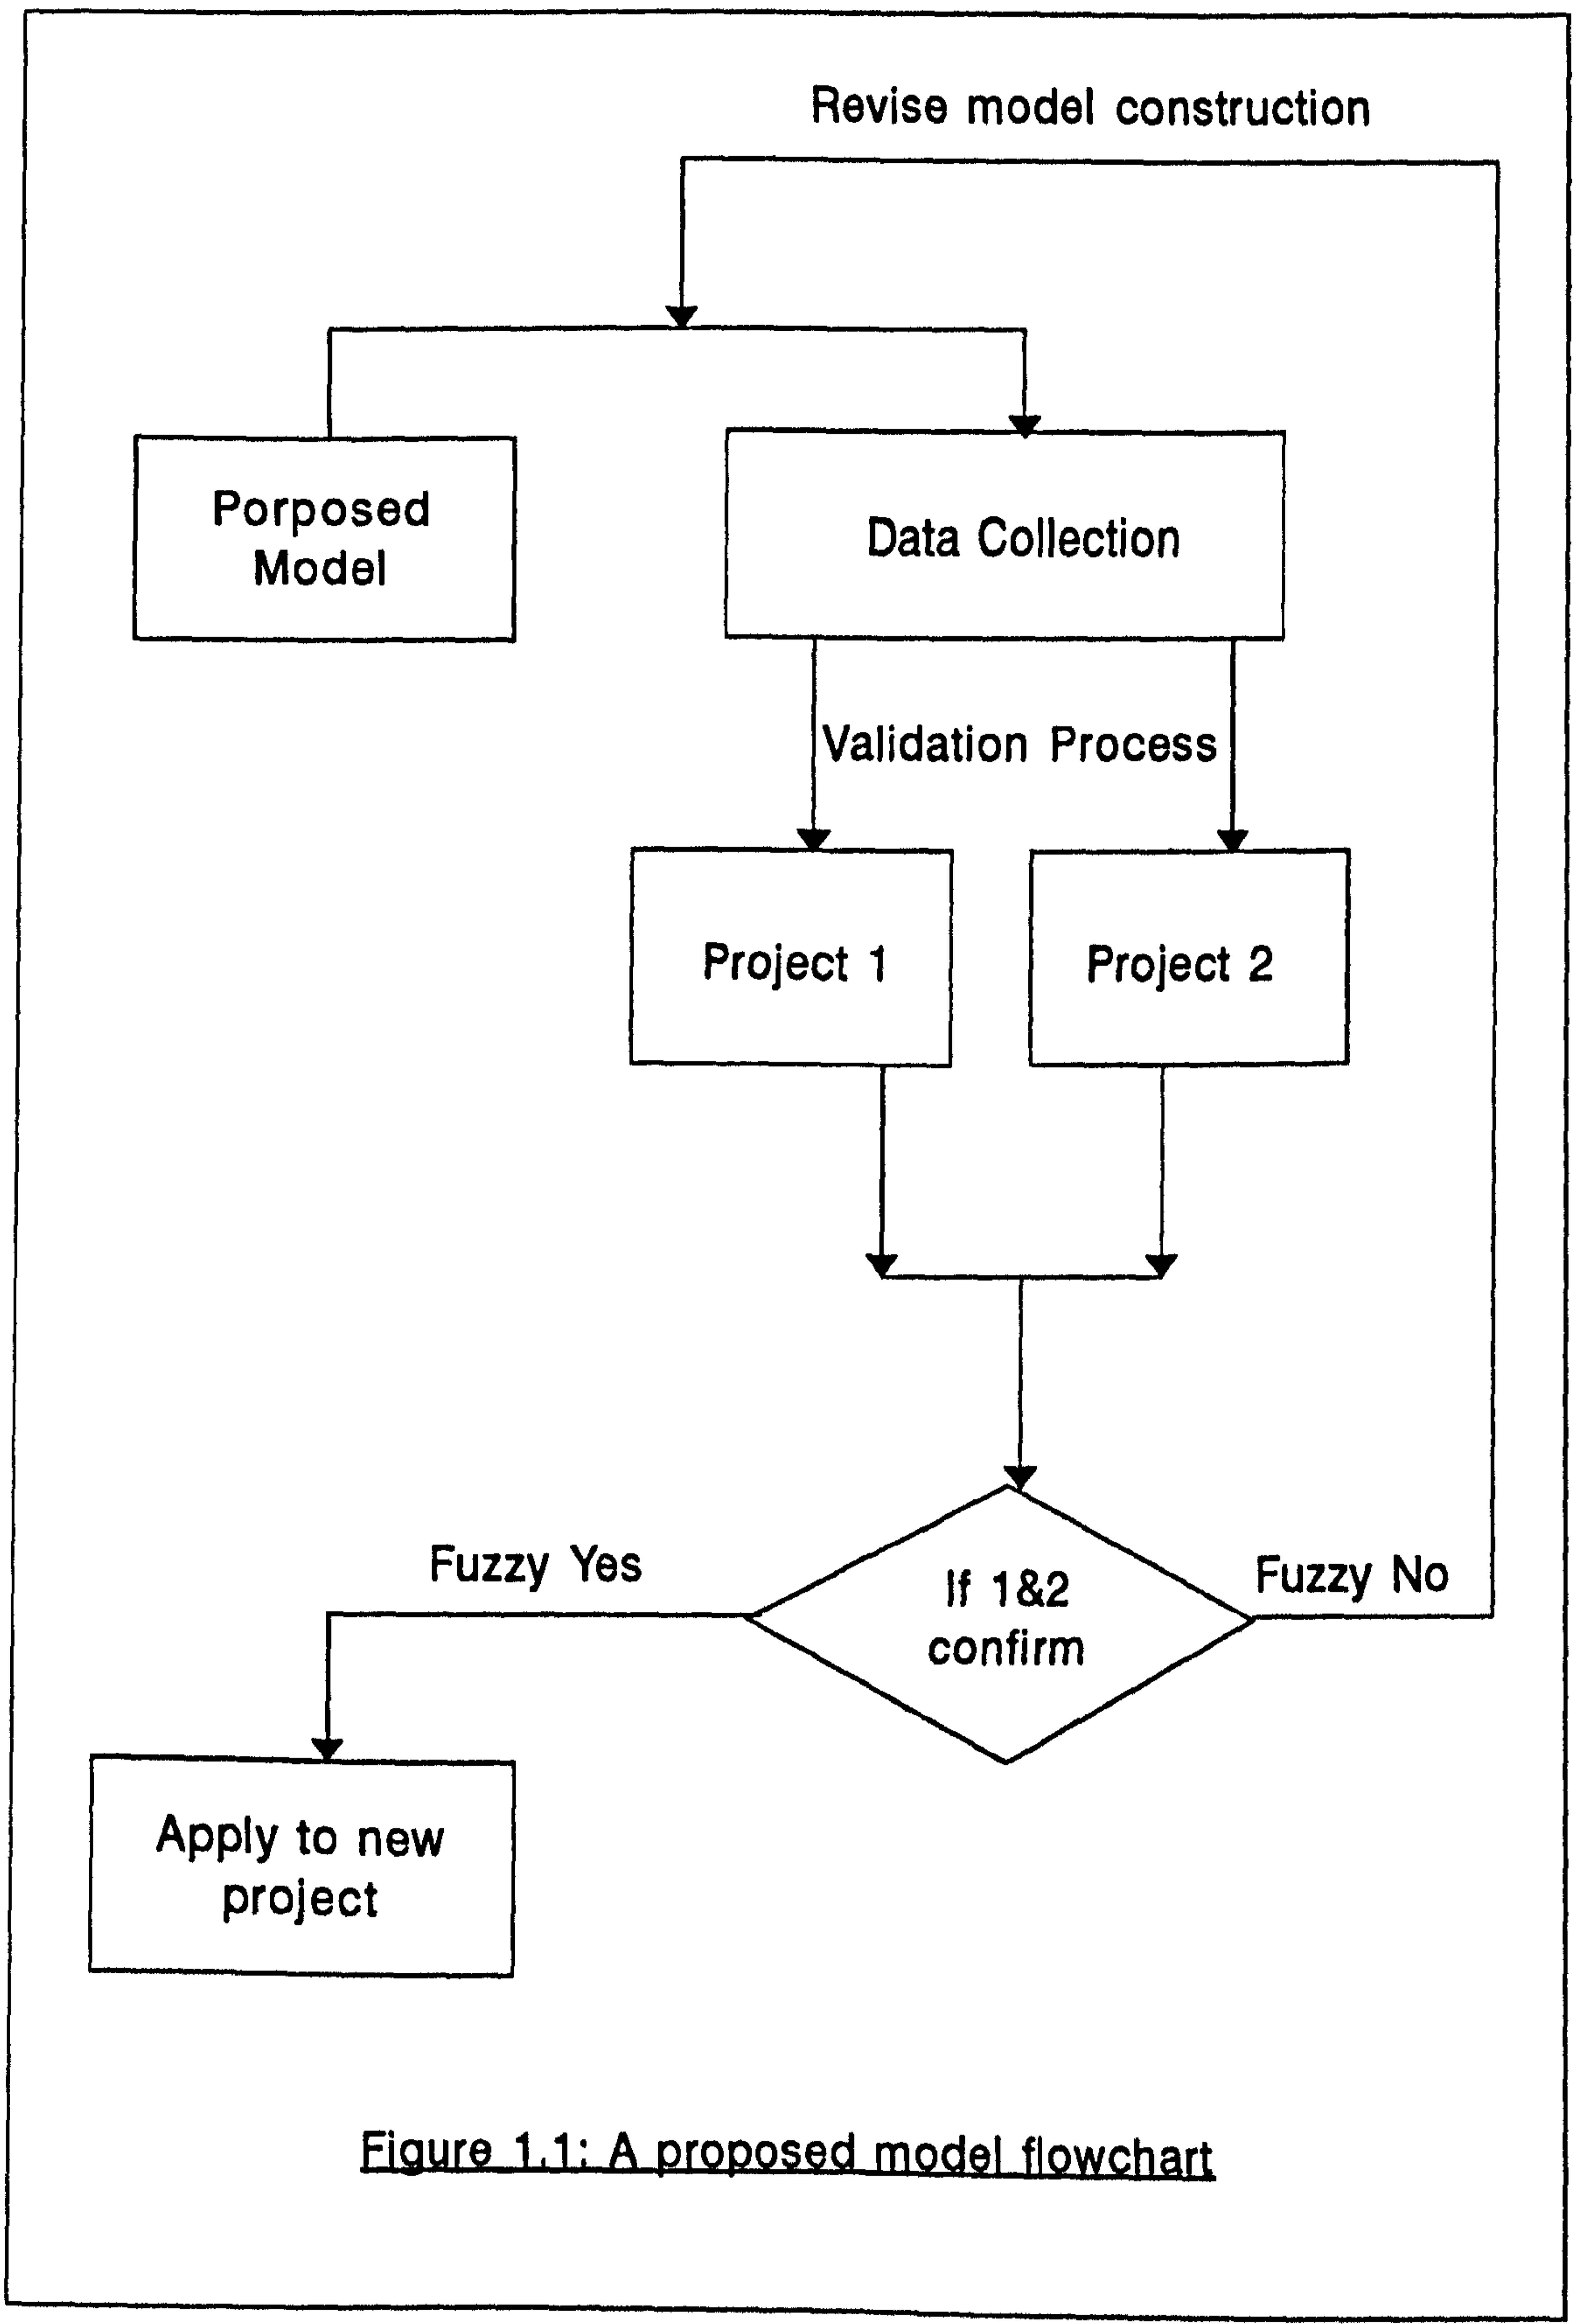 Revise model construction
Porposed
Model
Data Collection
Validation Process
Project 1
Project 2
Fuzzy Yes
If 1&2
confirm
Fuzzy No
Apply to new
project
Figure 1.1: A proposed model flowchart